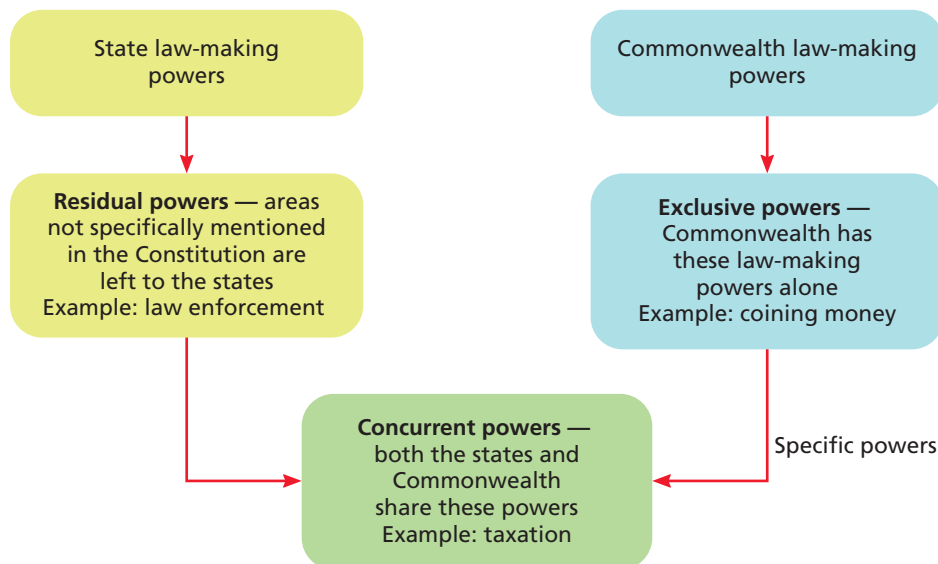 State law-making
powers
Commonwealth law-making
powers
Residual powers — areas
not specifically mentioned
in the Constitution are
left to the states
Example: law enforcement
Exclusive powers —
Commonwealth has
these law-making
powers alone
Example: coining money
Concurrent powers —
both the states and
Commonwealth
share these powers
Example: taxation
Specific powers